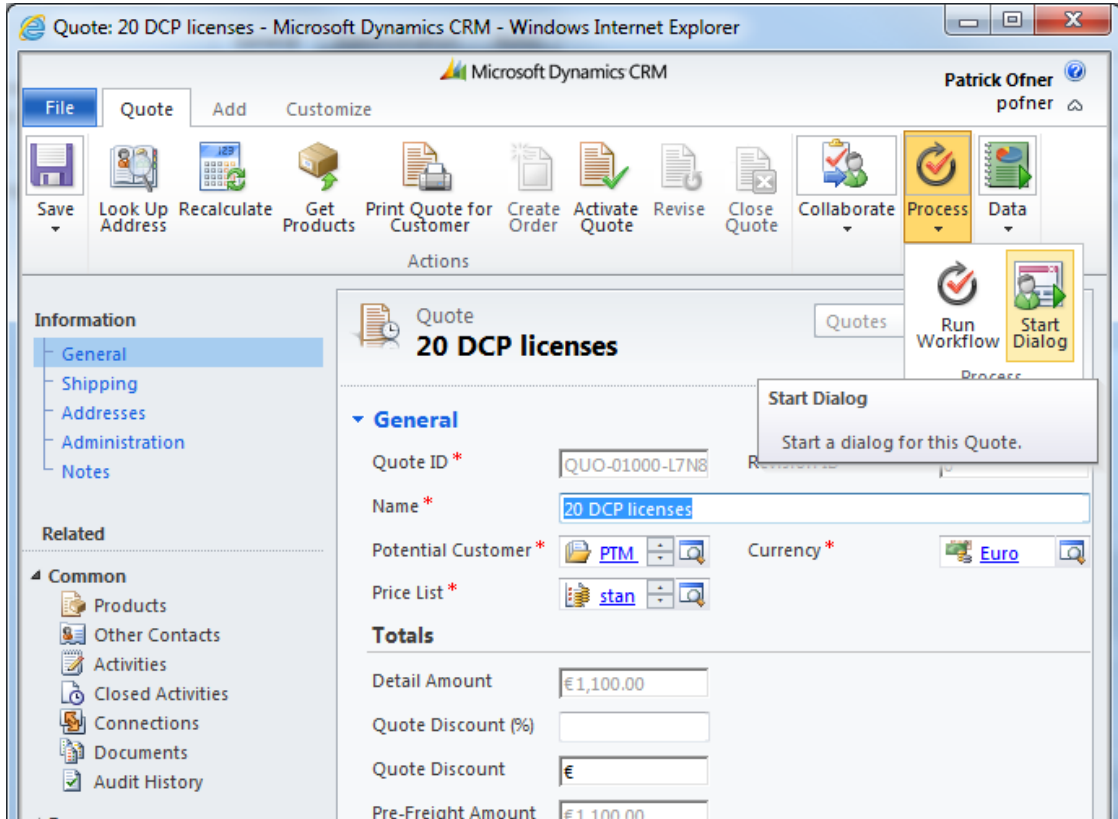 Quote: 20 DCP licenses - Microsoft Dynamics CRM - Windows Internet Explorer
Microsoft Dynamics CRM
Patrick Ofner
pofner
File Quote Add Customize
Save Look Up Address Recalculate Get Products Print Quote for Customer Create Order Activate Quote Revise Close Quote Collaborate Process Data
Actions
Run Workflow Start Dialog
Process
Start Dialog
Start a dialog for this Quote.
Information
General
Shipping
Addresses
Administration
Notes
Related
Common
Products
Other Contacts
Activities
Closed Activities
Connections
Documents
Audit History
Quote
20 DCP licenses
Quotes
General
Quote ID * QUO-01000-L7N8
Name * 20 DCP licenses
Potential Customer * PTM Currency * Euro
Price List * stan
Totals
Detail Amount €1,100.00
Quote Discount (%)
Quote Discount €
Pre-Freight Amount €1,100.00